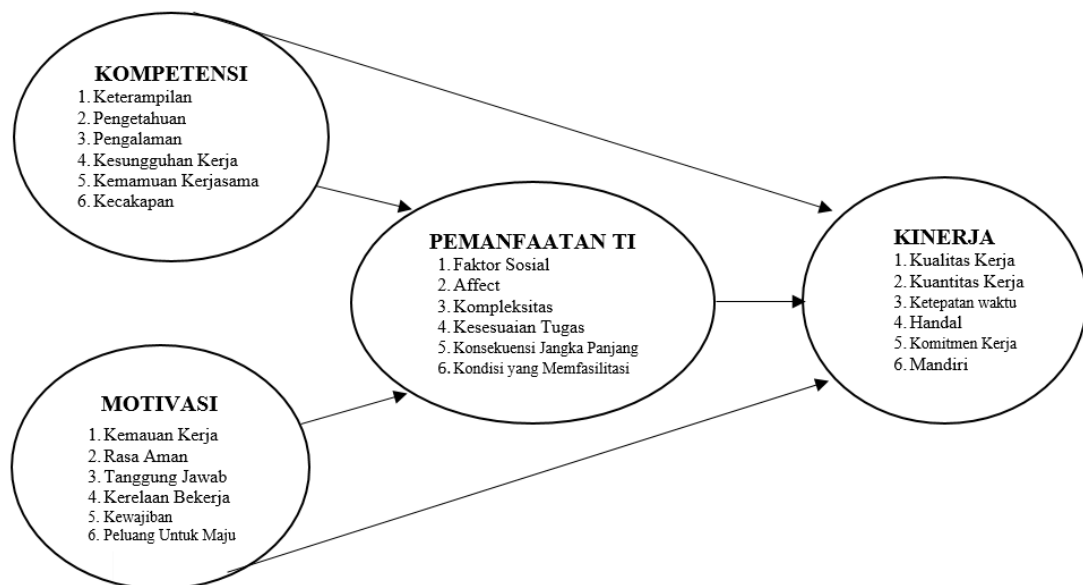 KOMPETENSI
1. Keterampilan
2. Pengetahuan
3. Pengalaman
4. Kesungguhan Kerja
5. Kemamuan Kerjasama
6. Kecakapan
PEMANFAATAN TI
1. Faktor Sosial
2. Affect
3. Kompleksitas
4. Kesesuaian Tugas
5. Konsekuensi Jangka Panjang
6. Kondisi yang Memfasilitasi
KINERJA
1. Kualitas Kerja
2. Kuantitas Kerja
3. Ketepatan waktu
4. Handal
5. Komitmen Kerja
6. Mandiri
MOTIVASI
1. Kemauan Kerja
2. Rasa Aman
3. Tanggung Jawab
4. Kerelaan Bekerja
5. Kewajiban
6. Peluang Untuk Maju